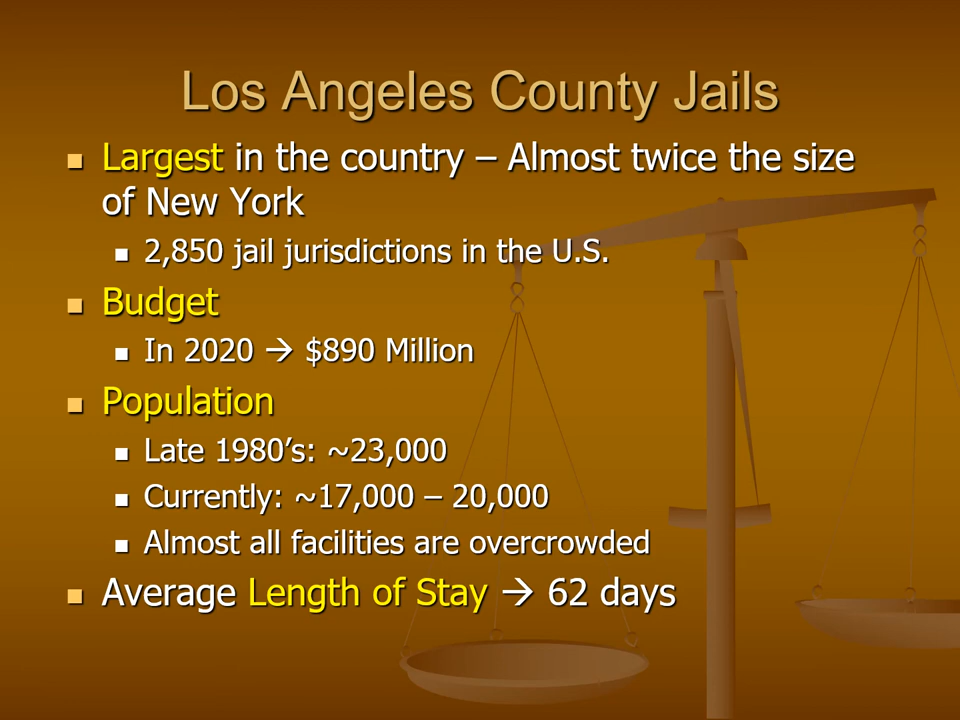 Los Angeles County Jails
Largest in the country – Almost twice the size
of New York
2,850 jail jurisdictions in the U.S.
Budget
In 2020 → $890 Million
Population
Late 1980’s: ~23,000
Currently: ~17,000 – 20,000
Almost all facilities are overcrowded
Average Length of Stay → 62 days